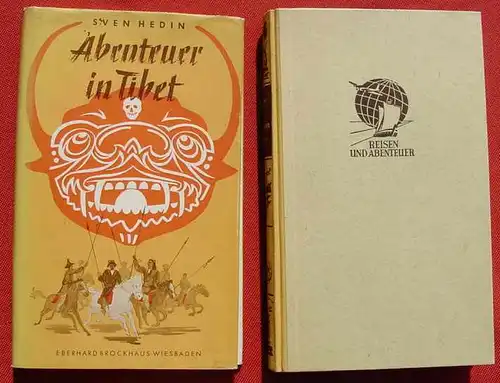 SVEN HEDIN
Abenteuer
in Tibet
EBERHARD BROCKHAUS · WIESBADEN
REISEN
UND ABENTEUER